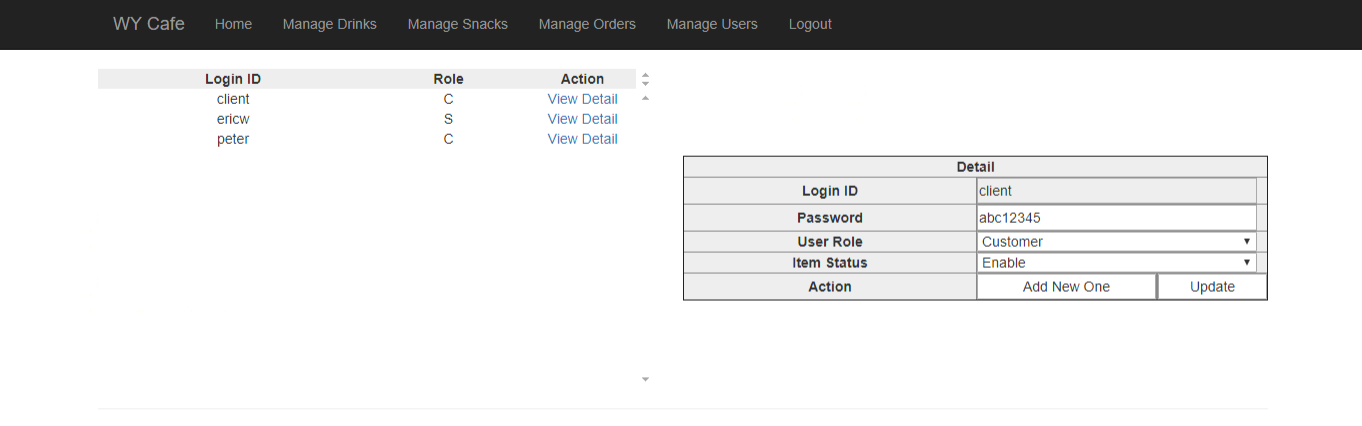 WY Cafe Home Manage Drinks Manage Snacks Manage Orders Manage Users Logout
Login ID Role Action
client C View Detail
ericw S View Detail
peter C View Detail
Detail
Login ID client
Password abc12345
User Role Customer
Item Status Enable
Action Add New One Update